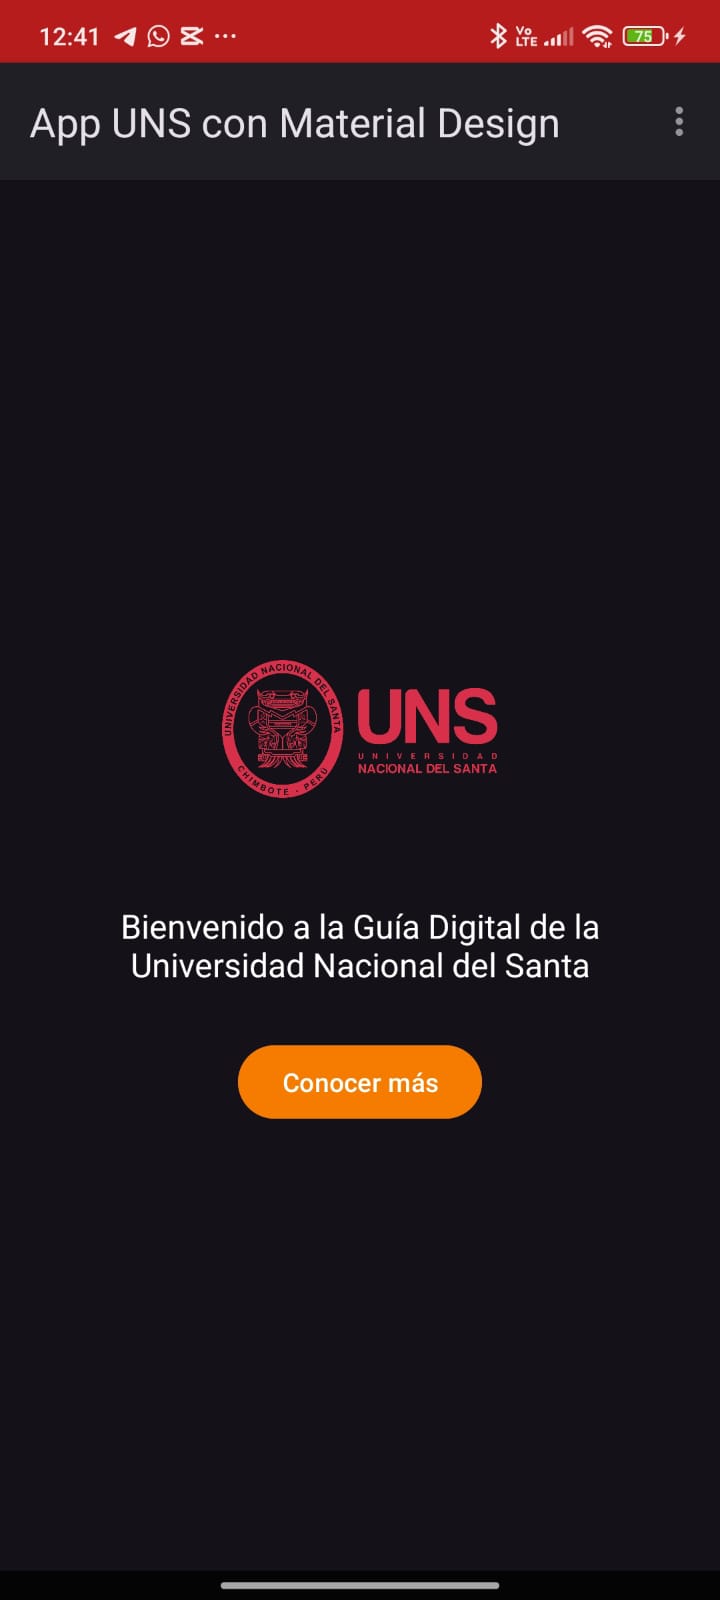 12:41
Vo
LTE
75
App UNS con Material Design
UNIVERSIDAD NACIONAL DEL SANTA
CHIMBOTE - PERÚ
UNS
UNIVERSIDAD
NACIONAL DEL SANTA
Bienvenido a la Guía Digital de la
Universidad Nacional del Santa
Conocer más